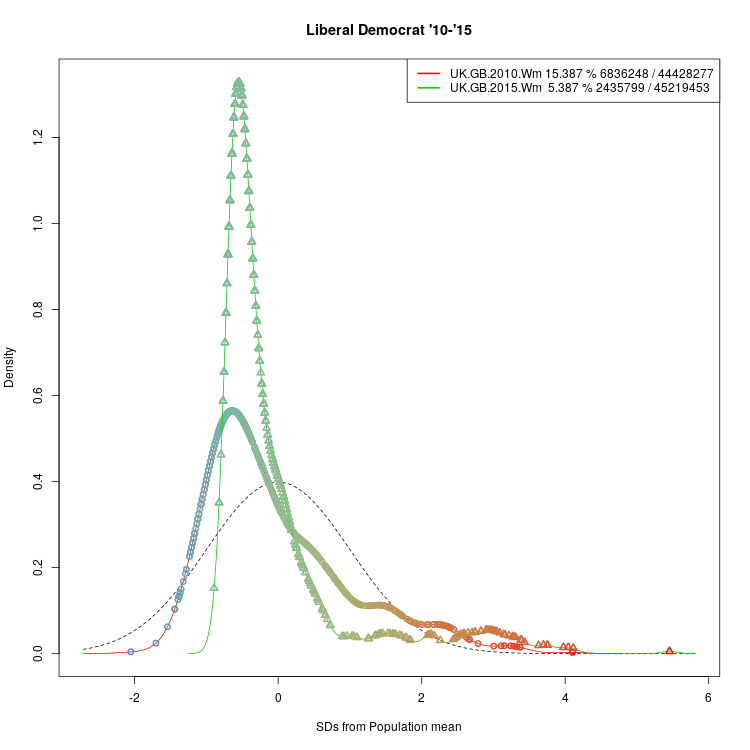 Liberal Democrat '10-'15
UK.GB.2010.Wm 15.387 % 6836248 / 44428277
UK.GB.2015.Wm  5.387 % 2435799 / 45219453
Density
1.2
1.0
0.8
0.6
0.4
0.2
0.0
-2 0 2 4 6
SDs from Population mean